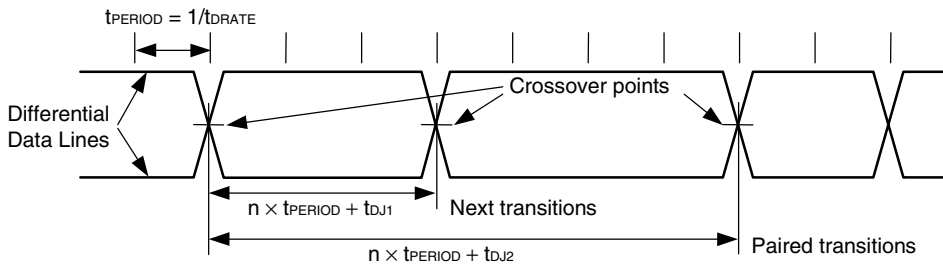 tPERIOD = 1/tDRATE
Differential
Data Lines
Crossover points
n × tPERIOD + tDJ1
Next transitions
n × tPERIOD + tDJ2
Paired transitions